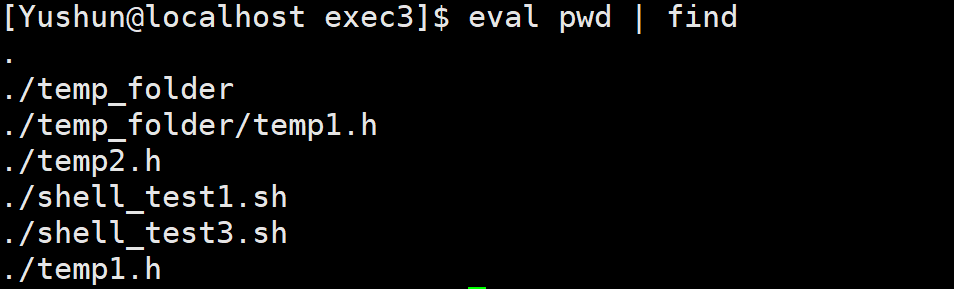 [Yushun@localhost exec3]$ eval pwd | find
.
./temp_folder
./temp_folder/temp1.h
./temp2.h
./shell_test1.sh
./shell_test3.sh
./temp1.h